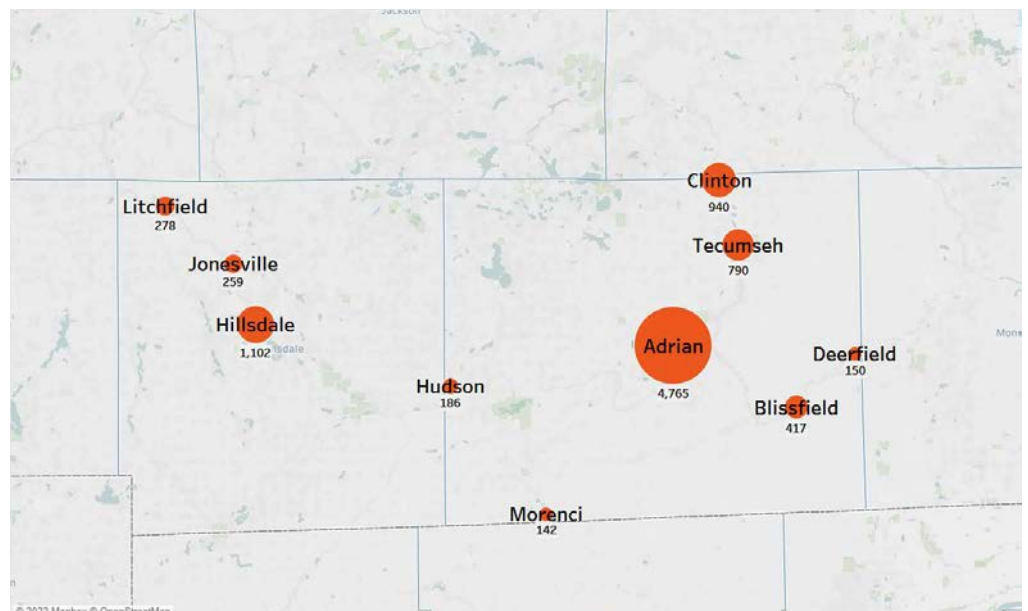 Jackson
Clinton
940
Litchfield
278
Tecumseh
790
Jonesville
259
Hillsdale
1,102
Adrian
4,765
Deerfield
150
Hudson
186
Blissfield
417
Morenci
142